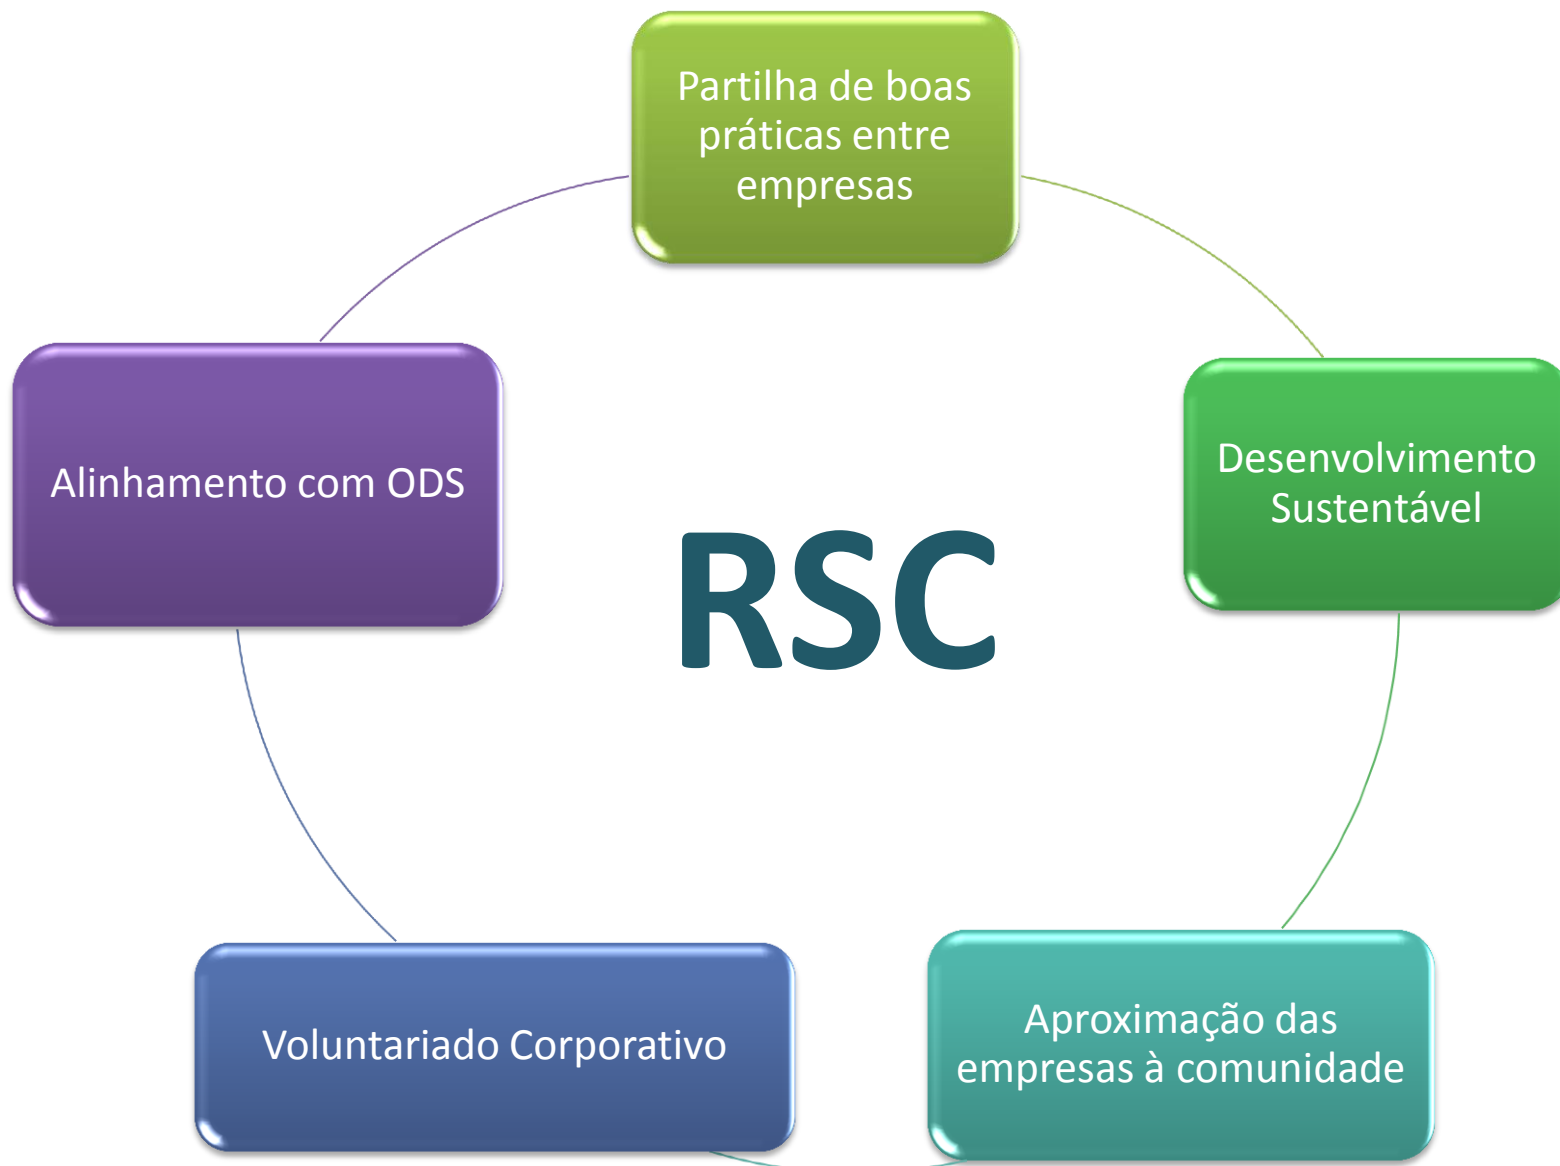 Partilha de boas
práticas entre
empresas
Desenvolvimento
Sustentável
Alinhamento com ODS
RSC
Aproximação das
empresas à comunidade
Voluntariado Corporativo